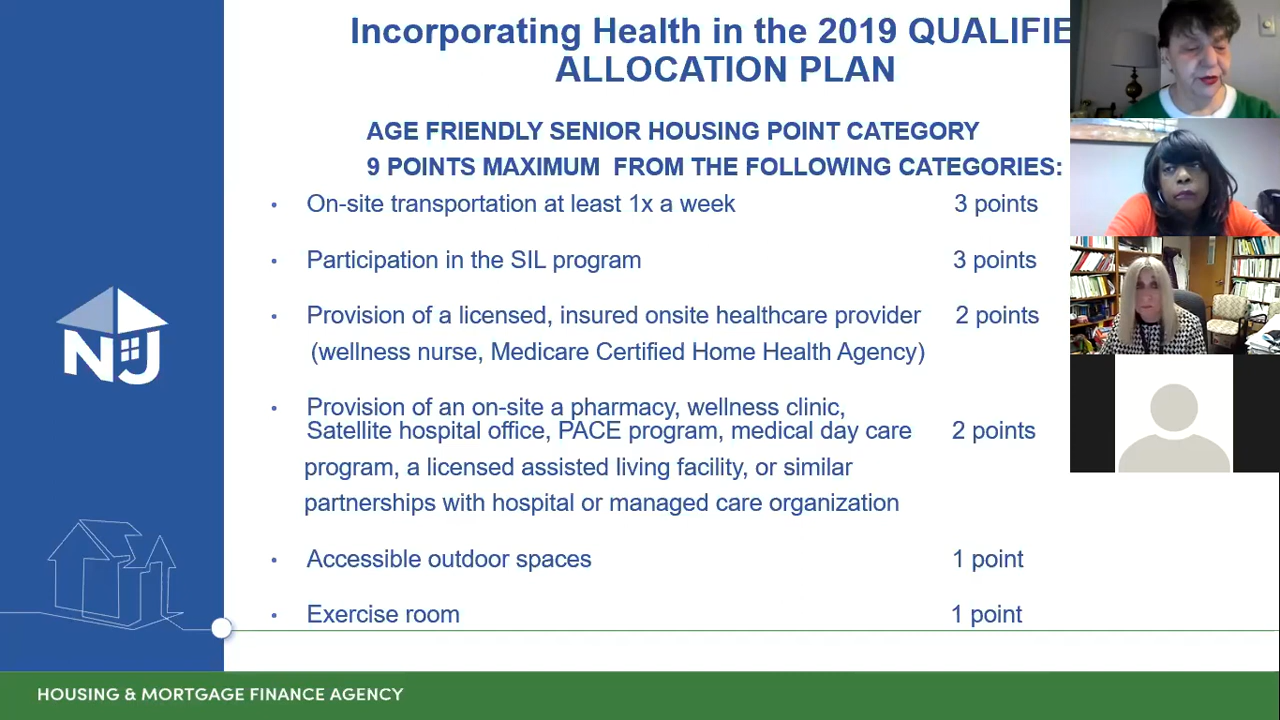 Incorporating Health in the 2019 QUALIFIE
ALLOCATION PLAN
AGE FRIENDLY SENIOR HOUSING POINT CATEGORY
9 POINTS MAXIMUM FROM THE FOLLOWING CATEGORIES:
• On-site transportation at least 1x a week 3 points
• Participation in the SIL program 3 points
• Provision of a licensed, insured onsite healthcare provider 2 points
(wellness nurse, Medicare Certified Home Health Agency)
• Provision of an on-site a pharmacy, wellness clinic,
Satellite hospital office, PACE program, medical day care 2 points
program, a licensed assisted living facility, or similar
partnerships with hospital or managed care organization
• Accessible outdoor spaces 1 point
• Exercise room 1 point
NJ
HOUSING & MORTGAGE FINANCE AGENCY